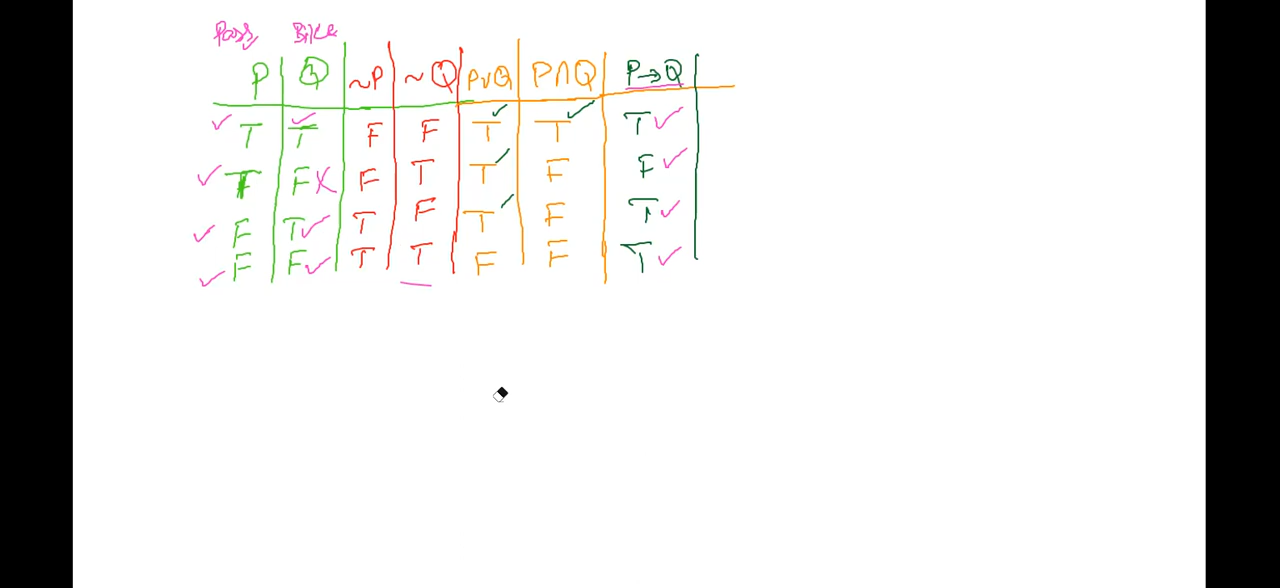 Pass Bike
P Q ~P ~Q P∨Q P∩Q P→Q
T T F F T T T
T F F T T F F
F T T F T F T
F F T T F F T